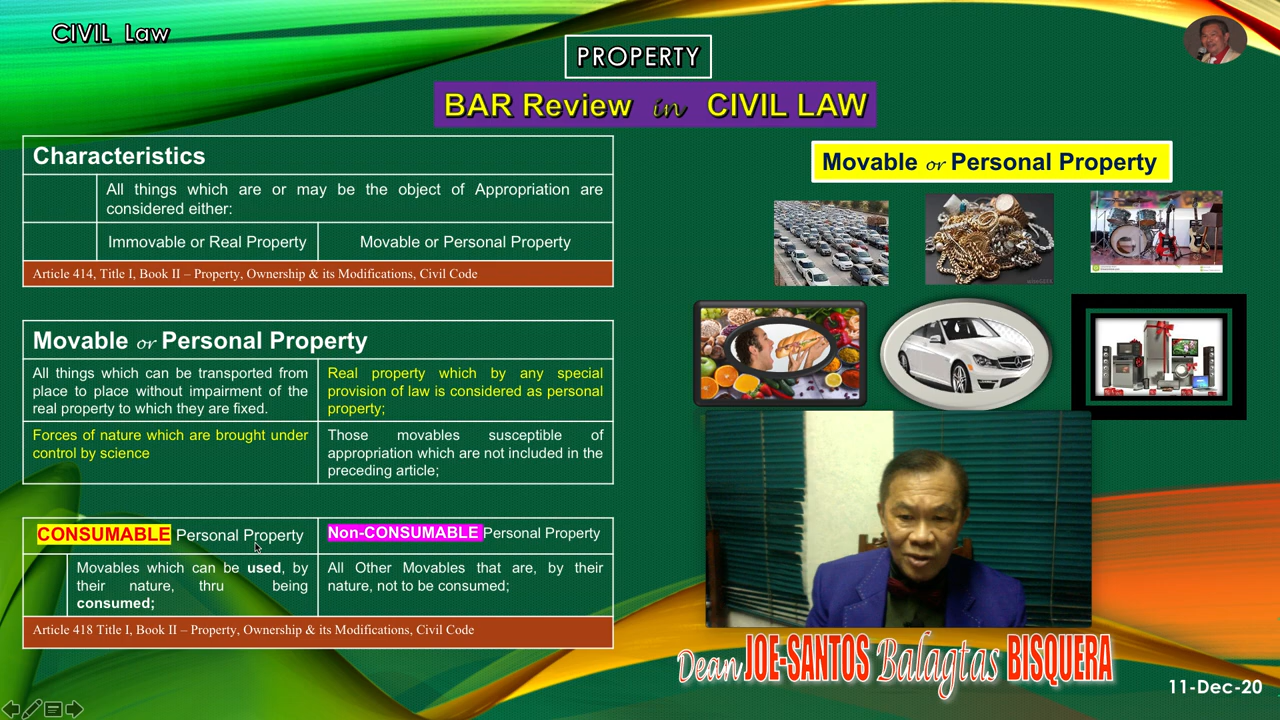 CIVIL Law
PROPERTY
BAR Review in CIVIL LAW
Characteristics
All things which are or may be the object of Appropriation are
considered either:
Immovable or Real Property
Movable or Personal Property
Article 414, Title I, Book II – Property, Ownership & its Modifications, Civil Code
Movable or Personal Property
All things which can be transported from
place to place without impairment of the
real property to which they are fixed.
Real property which by any special
provision of law is considered as personal
property;
Forces of nature which are brought under
control by science
Those movables susceptible of
appropriation which are not included in the
preceding article;
CONSUMABLE Personal Property
Non-CONSUMABLE Personal Property
Movables which can be used, by
their nature, thru being
consumed;
All Other Movables that are, by their
nature, not to be consumed;
Article 418 Title I, Book II – Property, Ownership & its Modifications, Civil Code
Movable or Personal Property
Dean JOE-SANTOS Balagtas BISQUERA
11-Dec-20